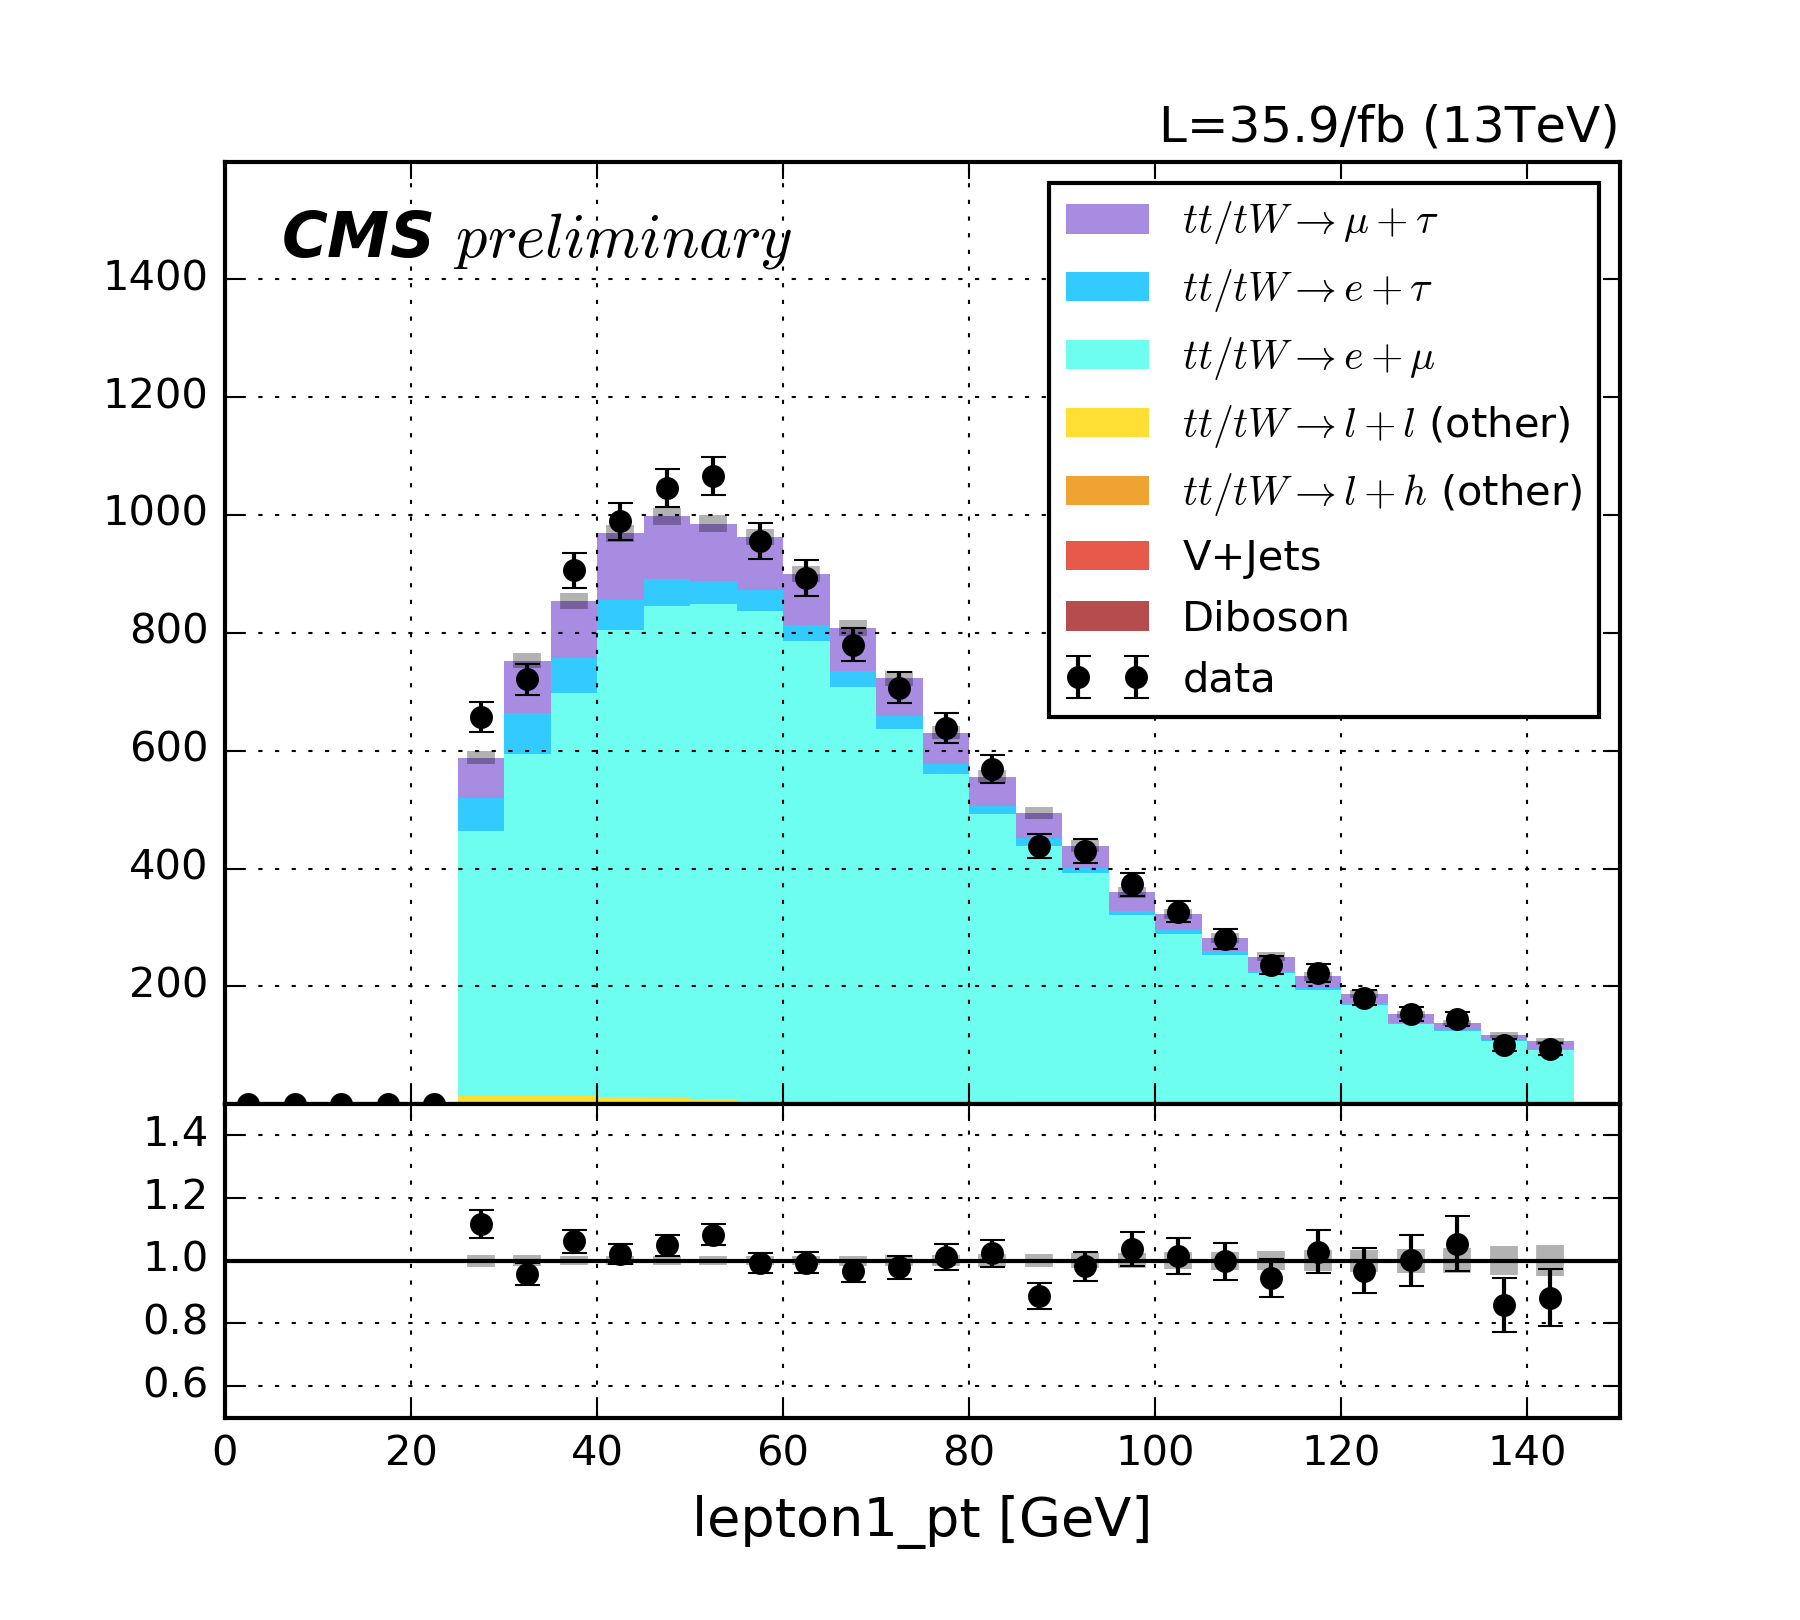 L=35.9/fb (13TeV)
CMS preliminary
tt/tW → μ + τ
tt/tW → e + τ
tt/tW → e + μ
tt/tW → l + l (other)
tt/tW → l + h (other)
V+Jets
Diboson
data
1400
1200
1000
800
600
400
200
1.4
1.2
1.0
0.8
0.6
0 20 40 60 80 100 120 140
lepton1_pt [GeV]